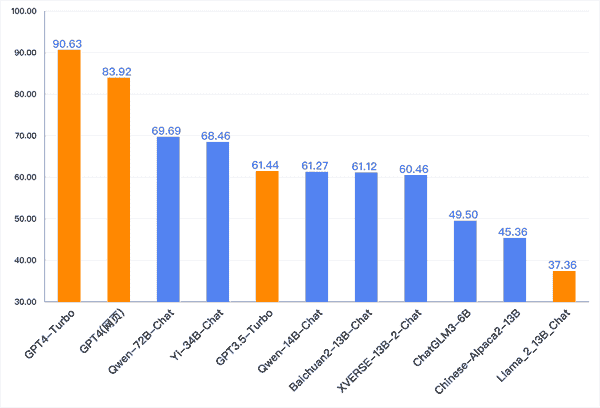 100.00
90.00
80.00
70.00
60.00
50.00
40.00
30.00
90.63
83.92
69.69
68.46
61.44
61.27
61.12
60.46
49.50
45.36
37.36
GPT4-Turbo
GPT4(网页)
Qwen-72B-Chat
Yi-34B-Chat
GPT3.5-Turbo
Qwen-14B-Chat
Baichuan2-13B-Chat
XVERSE-13B-2-Chat
ChatGLM3-6B
Chinese-Alpaca2-13B
Llama_2_13B_Chat